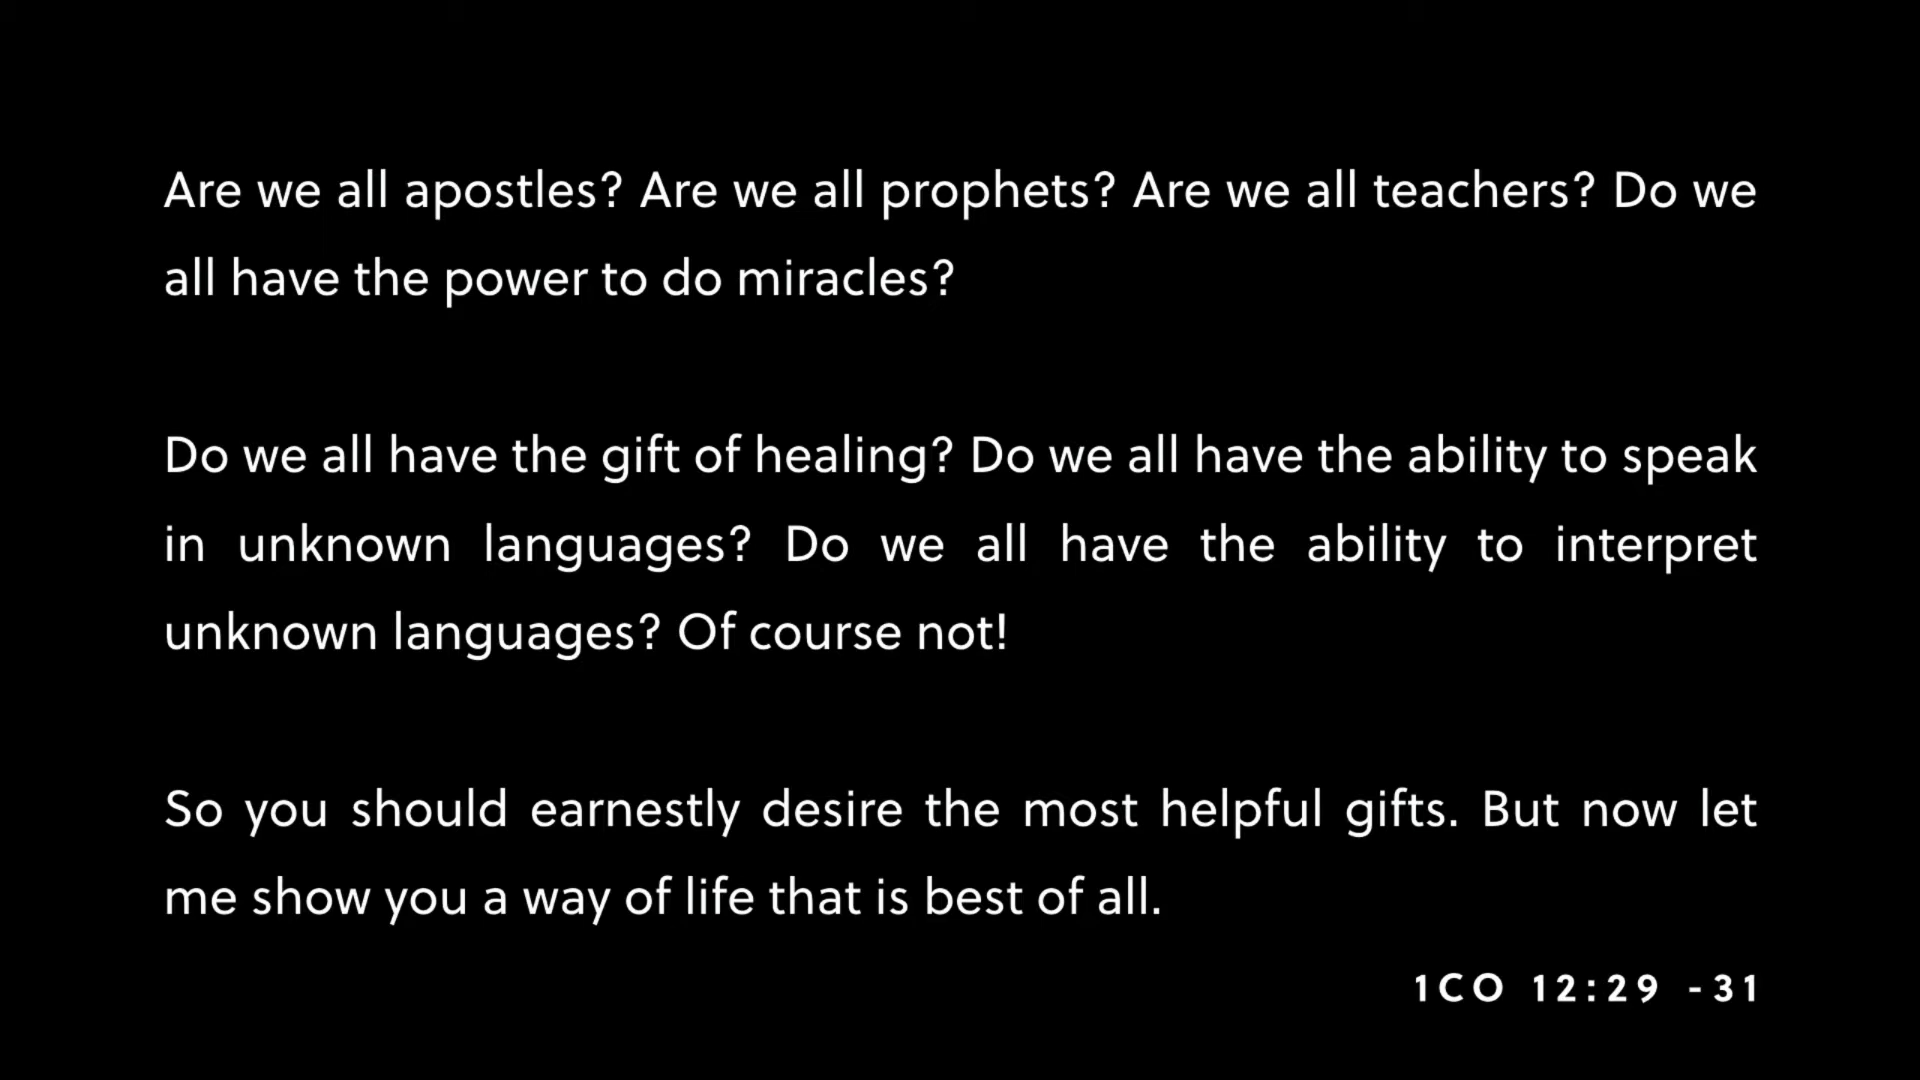 Are we all apostles? Are we all prophets? Are we all teachers? Do we
all have the power to do miracles?
Do we all have the gift of healing? Do we all have the ability to speak
in unknown languages? Do we all have the ability to interpret
unknown languages? Of course not!
So you should earnestly desire the most helpful gifts. But now let
me show you a way of life that is best of all.
1CO 12:29 -31